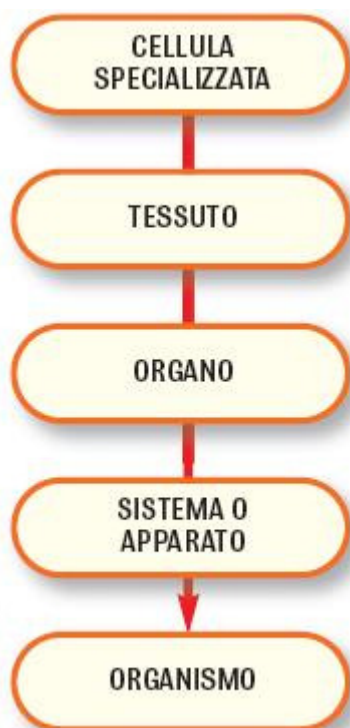 CELLULA
SPECIALIZZATA
TESSUTO
ORGANO
SISTEMA O
APPARATO
ORGANISMO